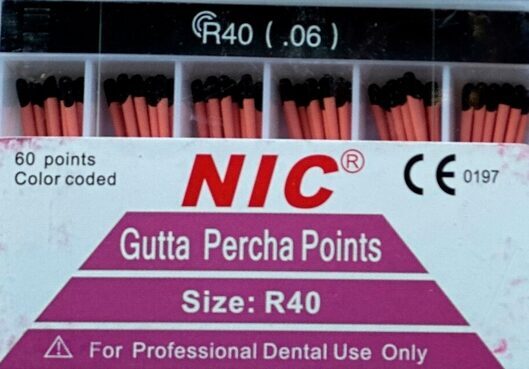 R40 (.06)
60 points
Color coded
NIC®
CE 0197
Gutta Percha Points
Size: R40
⚠ For Professional Dental Use Only